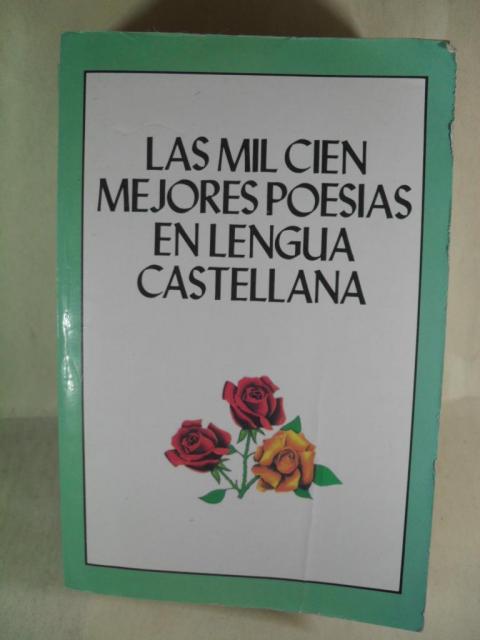 LAS MIL CIEN
MEJORES POESIAS
EN LENGUA
CASTELLANA